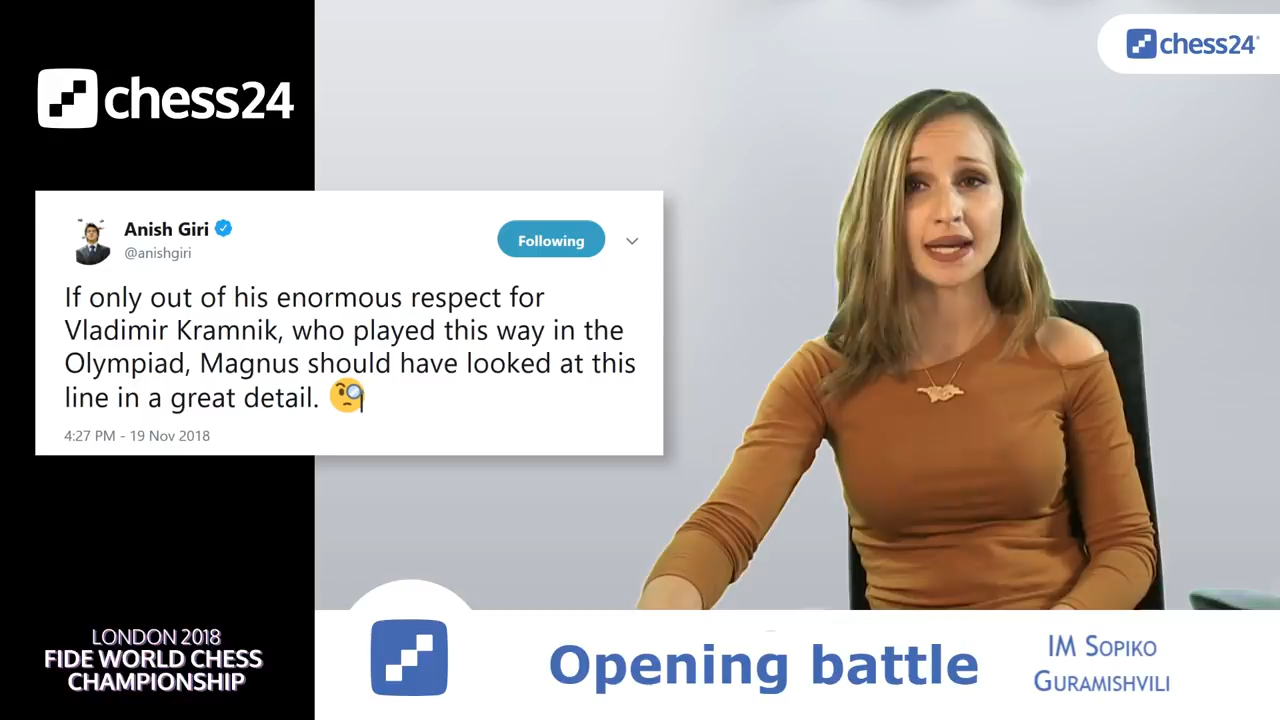 chess24
chess24
Anish Giri
@anishgiri
Following
If only out of his enormous respect for
Vladimir Kramnik, who played this way in the
Olympiad, Magnus should have looked at this
line in a great detail. 🧐
4:27 PM - 19 Nov 2018
LONDON 2018
FIDE WORLD CHESS
CHAMPIONSHIP
Opening battle
IM Sopiko
Guramishvili